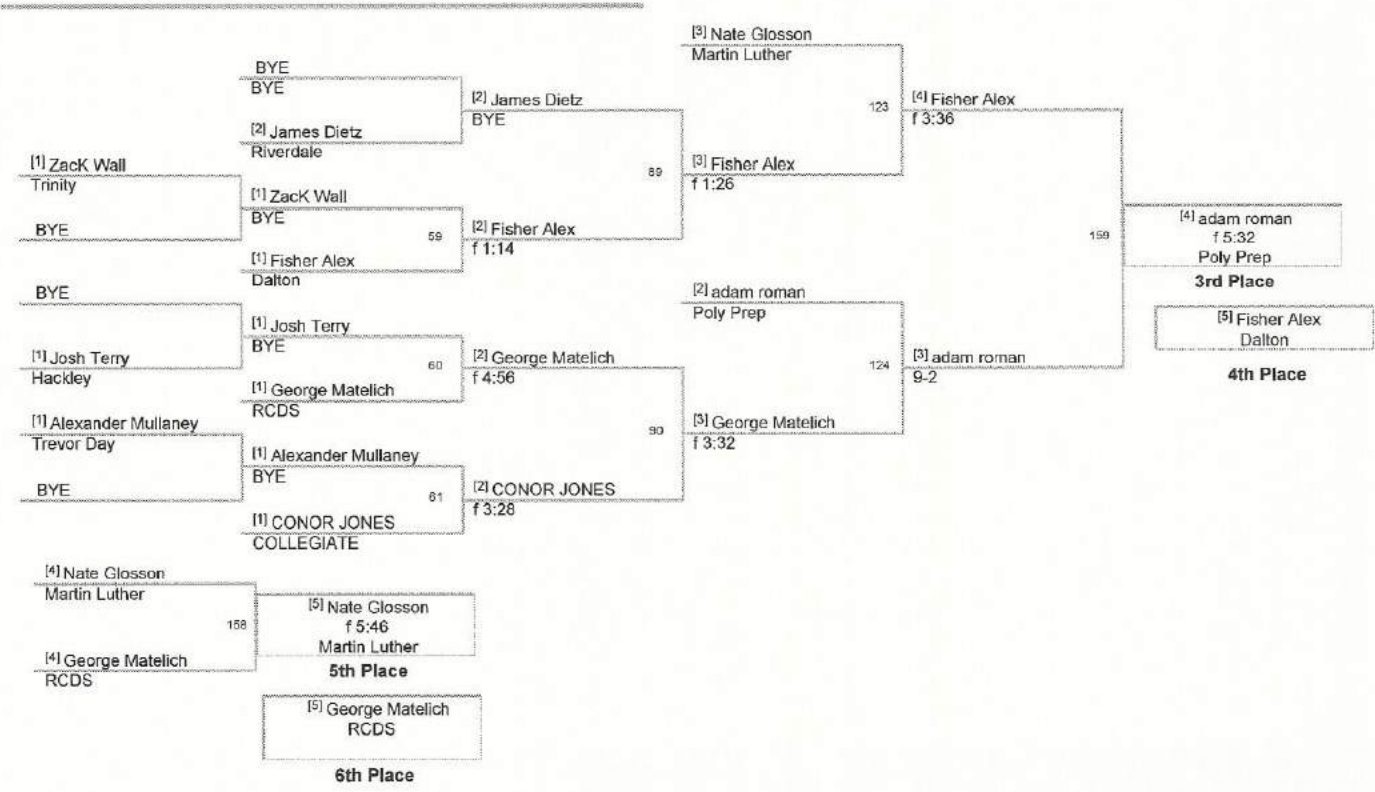 [3] Nate Glosson
Martin Luther
BYE
BYE
[2] James Dietz
BYE
123
[4] Fisher Alex
f 3:36
[2] James Dietz
Riverdale
[1] ZacK Wall
Trinity
89
[3] Fisher Alex
f 1:26
[1] ZacK Wall
BYE
BYE
59
[2] Fisher Alex
f 1:14
159
[4] adam roman
f 5:32
Poly Prep
3rd Place
[1] Fisher Alex
Dalton
BYE
[2] adam roman
Poly Prep
[5] Fisher Alex
Dalton
4th Place
[1] Josh Terry
BYE
[1] Josh Terry
Hackley
60
[2] George Matelich
f 4:56
124
[3] adam roman
9-2
[1] George Matelich
RCDS
[1] Alexander Mullaney
Trevor Day
90
[3] George Matelich
f 3:32
[1] Alexander Mullaney
BYE
BYE
61
[2] CONOR JONES
f 3:28
[1] CONOR JONES
COLLEGIATE
[4] Nate Glosson
Martin Luther
158
[5] Nate Glosson
f 5:46
Martin Luther
5th Place
[4] George Matelich
RCDS
[5] George Matelich
RCDS
6th Place